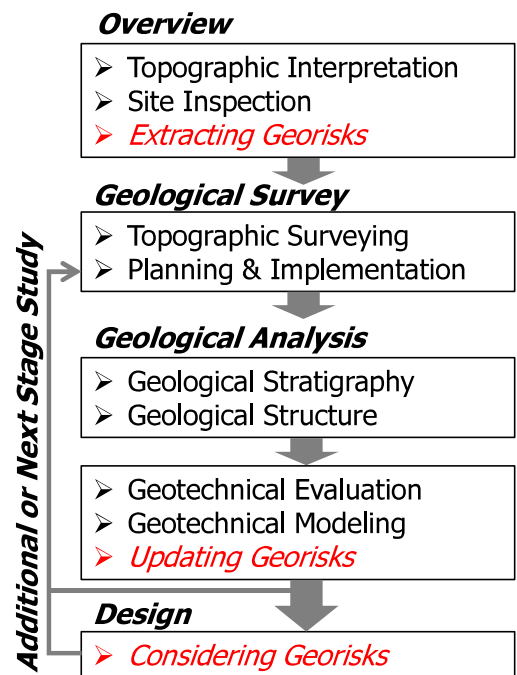 Overview
➢ Topographic Interpretation
➢ Site Inspection
➢ Extracting Georisks
Geological Survey
➢ Topographic Surveying
➢ Planning & Implementation
Geological Analysis
➢ Geological Stratigraphy
➢ Geological Structure
➢ Geotechnical Evaluation
➢ Geotechnical Modeling
➢ Updating Georisks
Design
➢ Considering Georisks
Additional or Next Stage Study